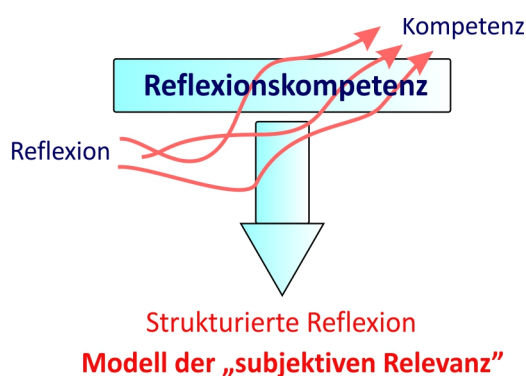 Kompetenz
Reflexionskompetenz
Reflexion
Strukturierte Reflexion
Modell der „subjektiven Relevanz”